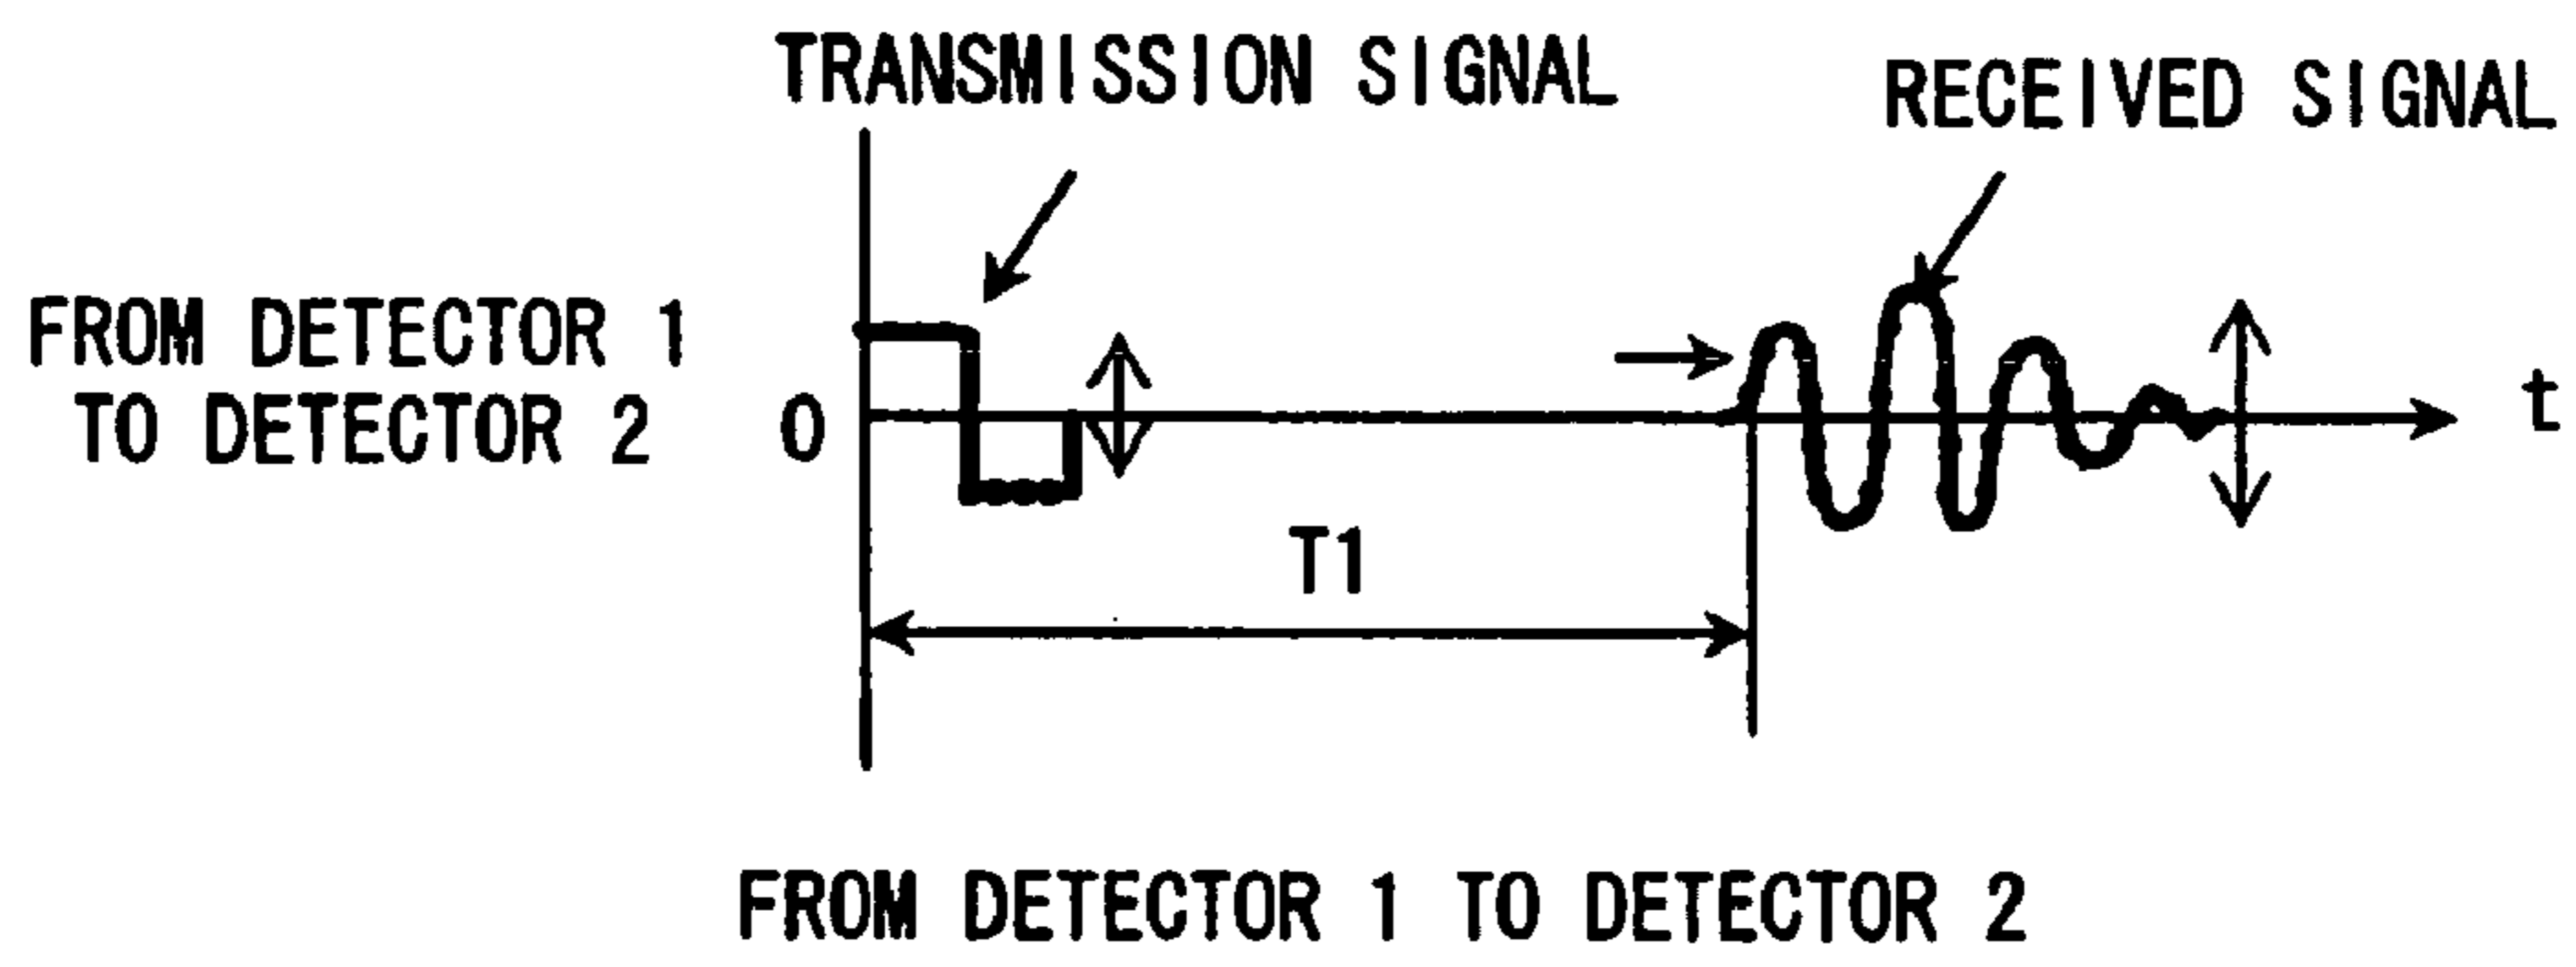 TRANSMISSION SIGNAL
RECEIVED SIGNAL
FROM DETECTOR 1
TO DETECTOR 2
0
t
T1
FROM DETECTOR 1 TO DETECTOR 2